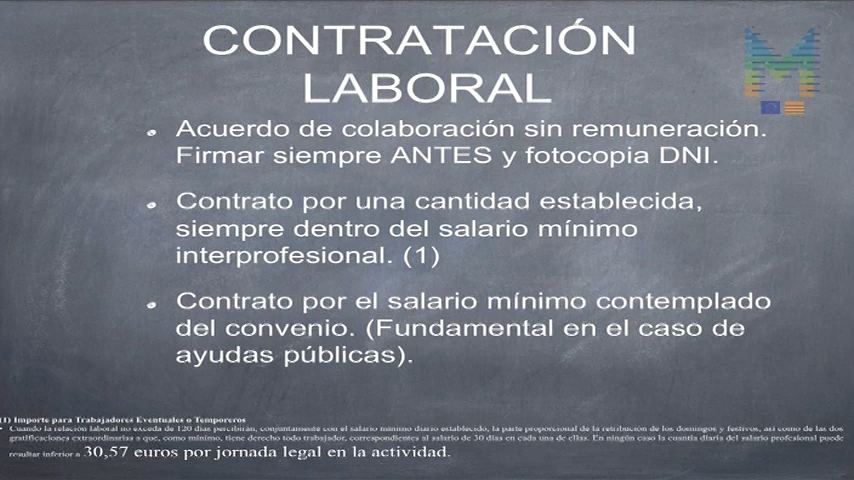 CONTRATACIÓN
LABORAL
Acuerdo de colaboración sin remuneración.
Firmar siempre ANTES y fotocopia DNI.
Contrato por una cantidad establecida,
siempre dentro del salario mínimo
interprofesional. (1)
Contrato por el salario mínimo contemplado
del convenio. (Fundamental en el caso de
ayudas públicas).
(1) Importe para Trabajadores Eventuales o Temporeros
Cuando la relación laboral no exceda de 120 días percibirán, conjuntamente con el salario mínimo diario establecido, la parte proporcional de la retribución de los domingos y festivos, así como de las dos
gratificaciones extraordinarias a que, como mínimo, tiene derecho todo trabajador, correspondientes al salario de 30 días en cada una de ellas. En ningún caso la cuantía diaria del salario profesional puede
resultar inferior a 30,57 euros por jornada legal en la actividad.